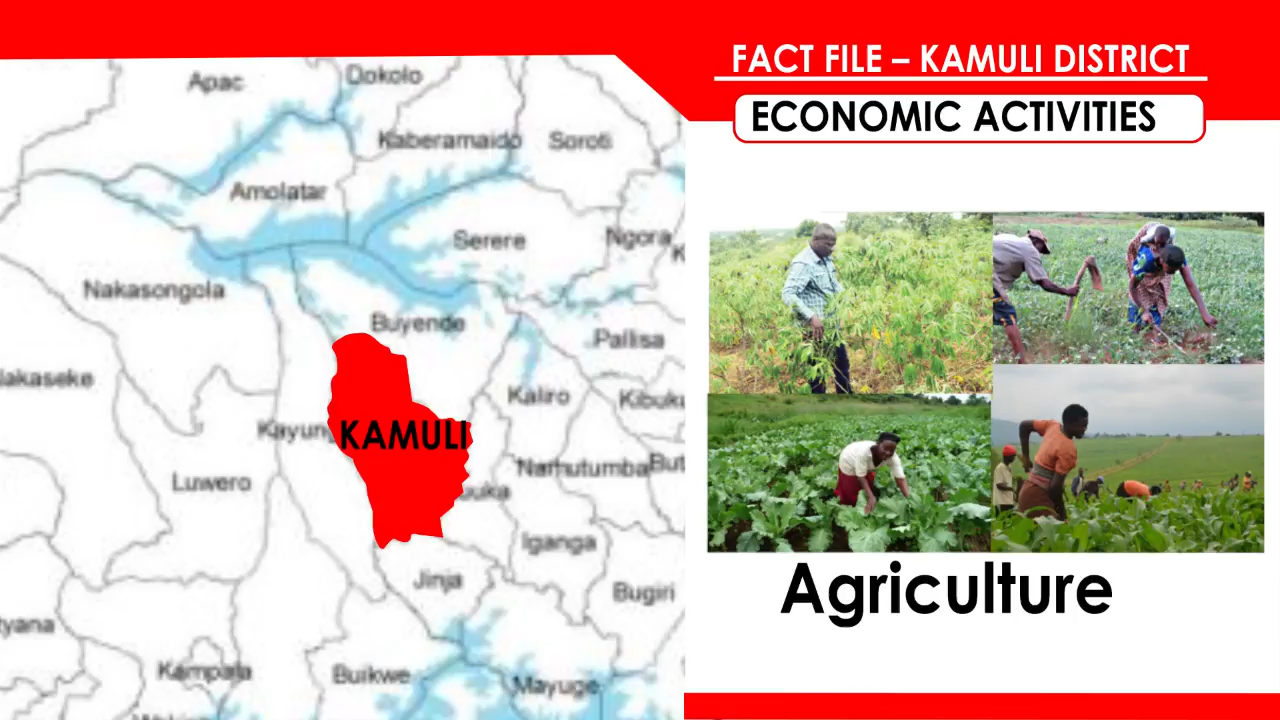 FACT FILE – KAMULI DISTRICT
ECONOMIC ACTIVITIES
Apac
Dokolo
Kaberamaido
Soroti
Amolatar
Serere
Ngora
Nakasongola
Buyende
Pallisa
Kaliro
KAMULI
Luwero
Namutumba
Iganga
Jinja
Bugiri
Kampala
Buikwe
Mayuge
Agriculture